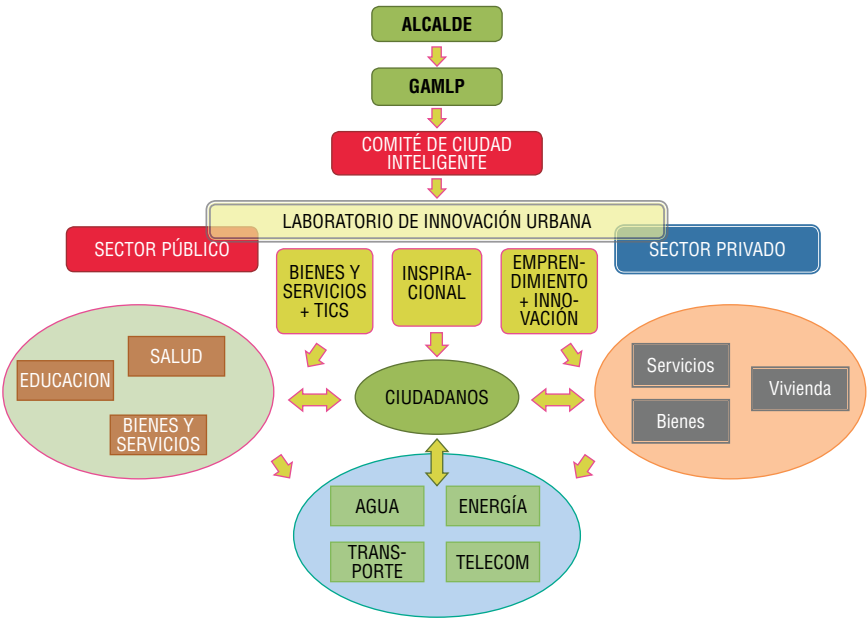 ALCALDE
GAMLP
COMITÉ DE CIUDAD
INTELIGENTE
LABORATORIO DE INNOVACIÓN URBANA
SECTOR PÚBLICO
SECTOR PRIVADO
BIENES Y
SERVICIOS
+ TICS
INSPIRA-
CIONAL
EMPREN-
DIMIENTO
+ INNO-
VACIÓN
EDUCACION
SALUD
BIENES Y
SERVICIOS
CIUDADANOS
Servicios
Vivienda
Bienes
AGUA
ENERGÍA
TRANS-
PORTE
TELECOM